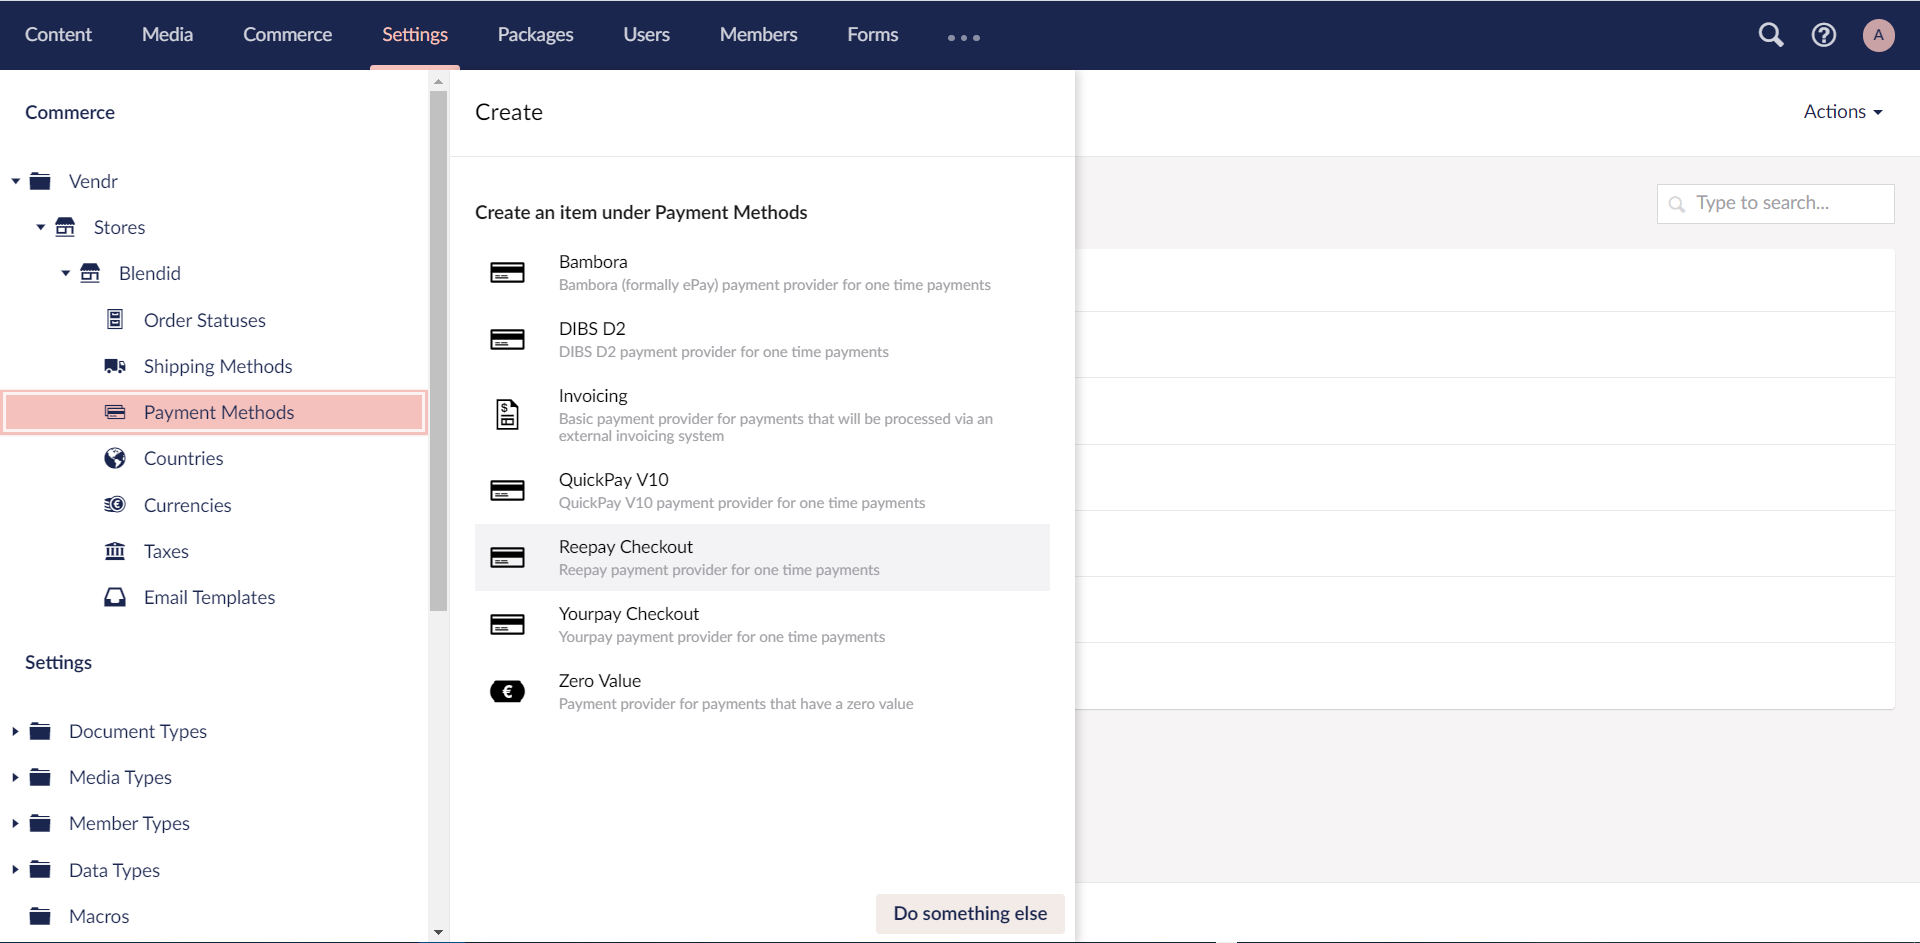 Content
Media
Commerce
Settings
Packages
Users
Members
Forms
A
Commerce
Vendr
Stores
Blendid
Order Statuses
Shipping Methods
Payment Methods
Countries
Currencies
Taxes
Email Templates
Settings
Document Types
Media Types
Member Types
Data Types
Macros
Create
Create an item under Payment Methods
Bambora
Bambora (formally ePay) payment provider for one time payments
DIBS D2
DIBS D2 payment provider for one time payments
Invoicing
Basic payment provider for payments that will be processed via an
external invoicing system
QuickPay V10
QuickPay V10 payment provider for one time payments
Reepay Checkout
Reepay payment provider for one time payments
Yourpay Checkout
Yourpay payment provider for one time payments
Zero Value
Payment provider for payments that have a zero value
Do something else
Actions
Type to search...